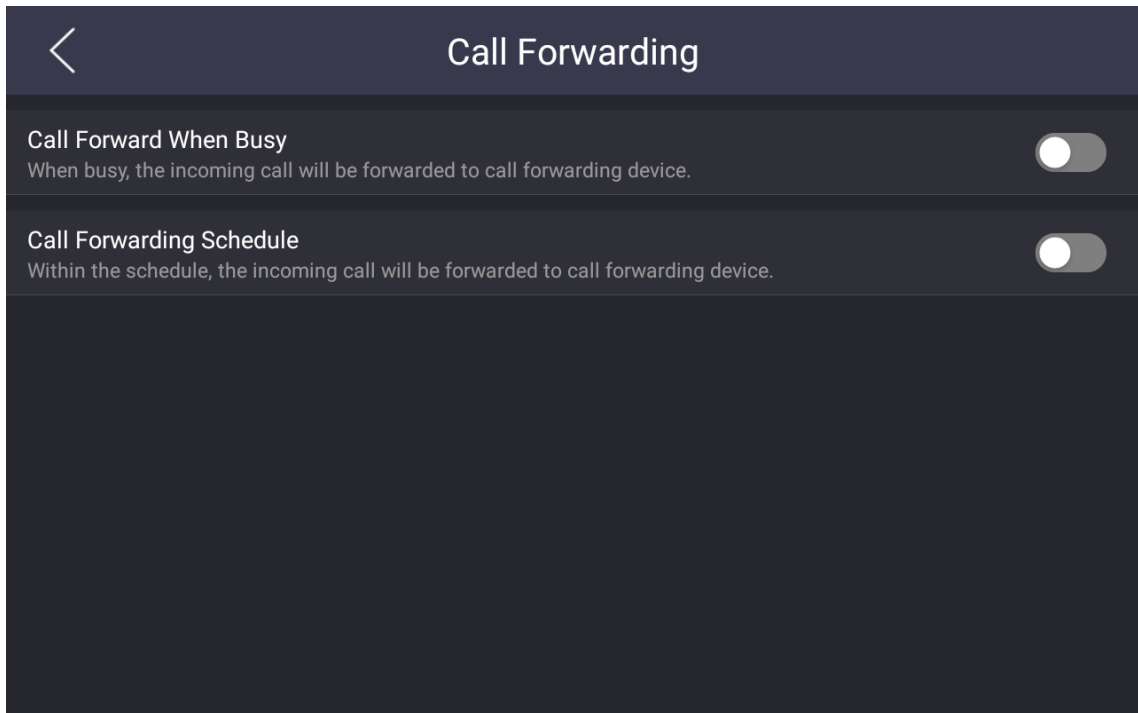 Call Forwarding
Call Forward When Busy
When busy, the incoming call will be forwarded to call forwarding device.
Call Forwarding Schedule
Within the schedule, the incoming call will be forwarded to call forwarding device.